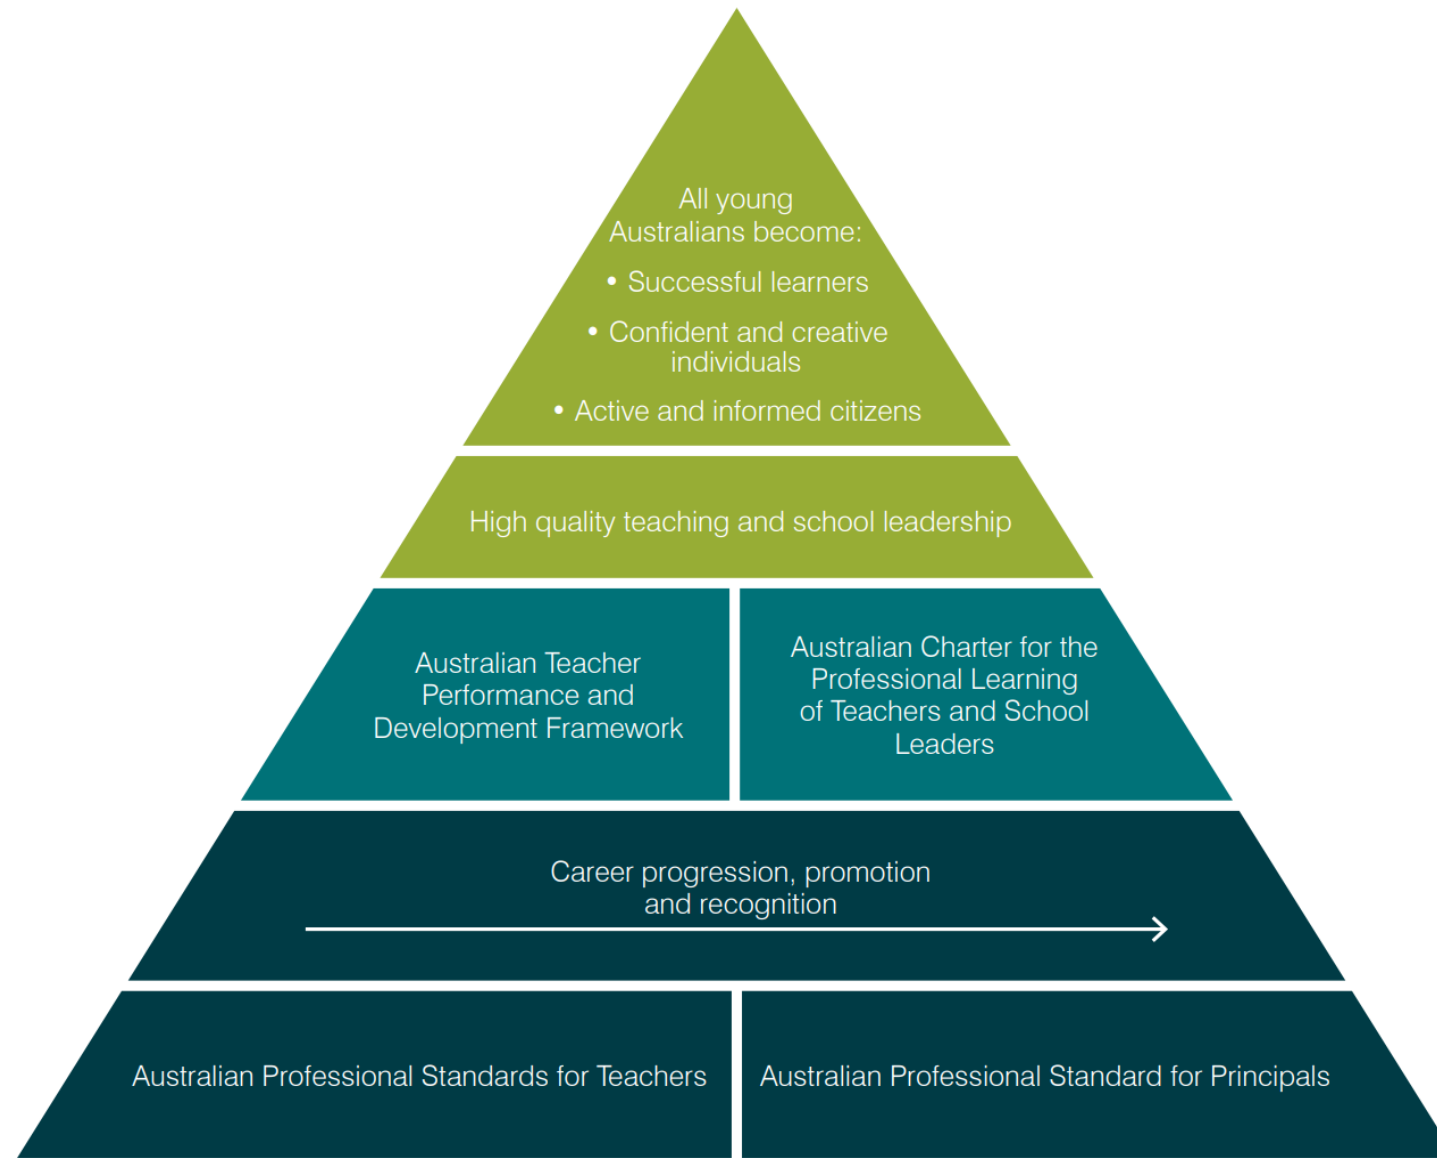 All young
Australians become:
• Successful learners
• Confident and creative
individuals
• Active and informed citizens
High quality teaching and school leadership
Australian Teacher
Performance and
Development Framework
Australian Charter for the
Professional Learning
of Teachers and School
Leaders
Career progression, promotion
and recognition
Australian Professional Standards for Teachers
Australian Professional Standard for Principals